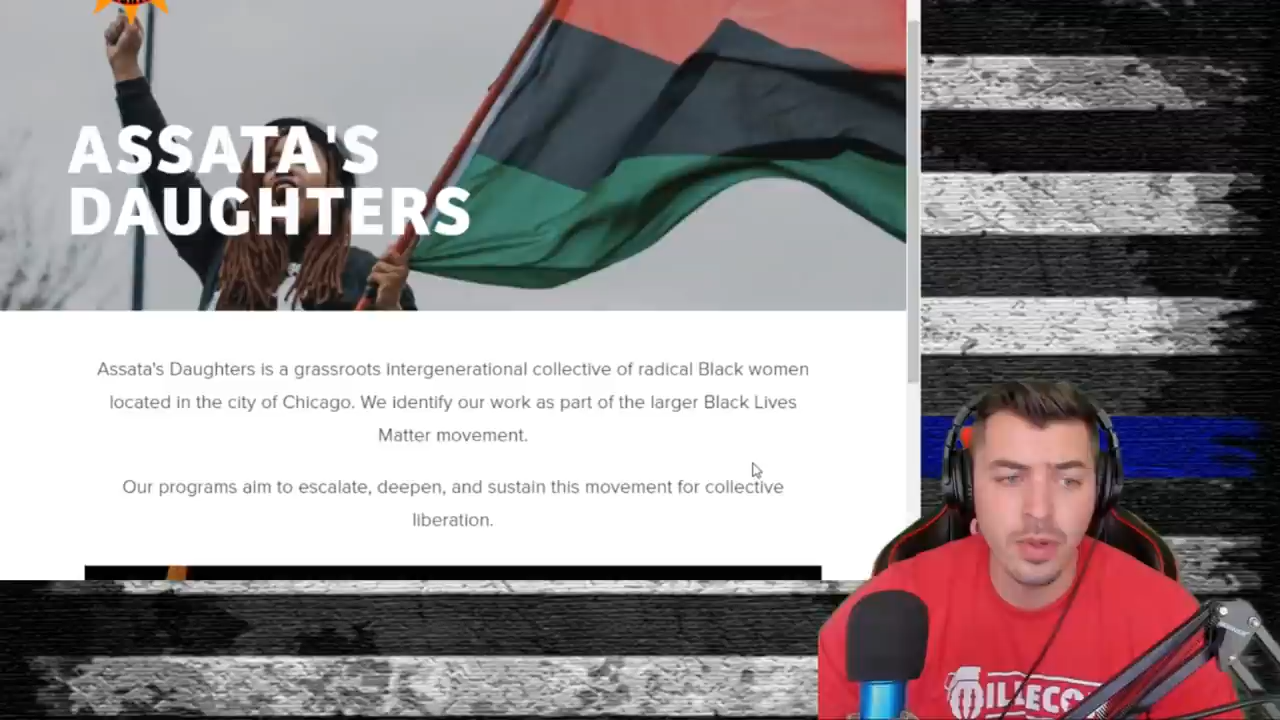 ASSATA'S
DAUGHTERS
Assata's Daughters is a grassroots intergenerational collective of radical Black women
located in the city of Chicago. We identify our work as part of the larger Black Lives
Matter movement.
Our programs aim to escalate, deepen, and sustain this movement for collective
liberation.